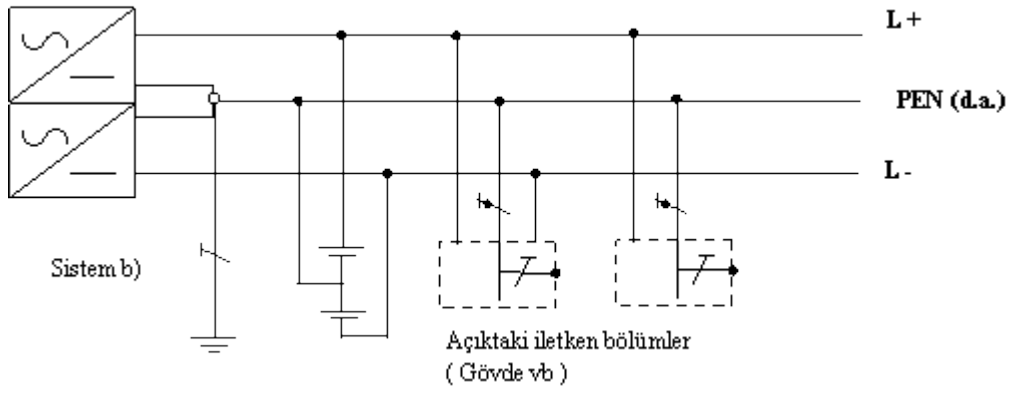 L +
PEN (d.a.)
L -
Sistem b)
Açıktaki iletken bölümler
( Gövde vb )